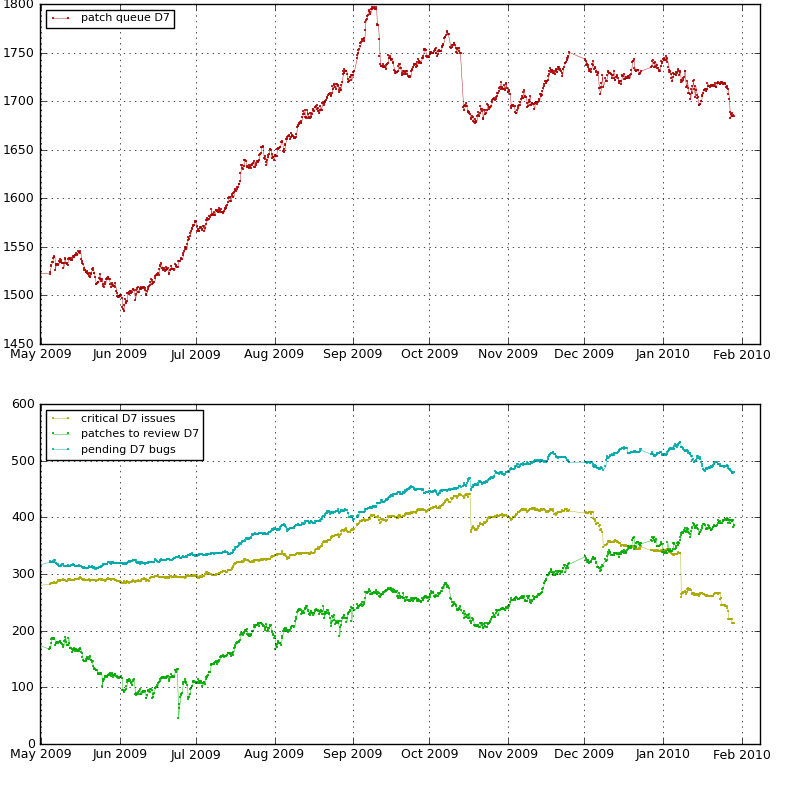 1800
patch queue D7
1750
1700
1650
1600
1550
1500
1450
May 2009 Jun 2009 Jul 2009 Aug 2009 Sep 2009 Oct 2009 Nov 2009 Dec 2009 Jan 2010 Feb 2010
600
critical D7 issues
patches to review D7
pending D7 bugs
500
400
300
200
100
0
May 2009 Jun 2009 Jul 2009 Aug 2009 Sep 2009 Oct 2009 Nov 2009 Dec 2009 Jan 2010 Feb 2010